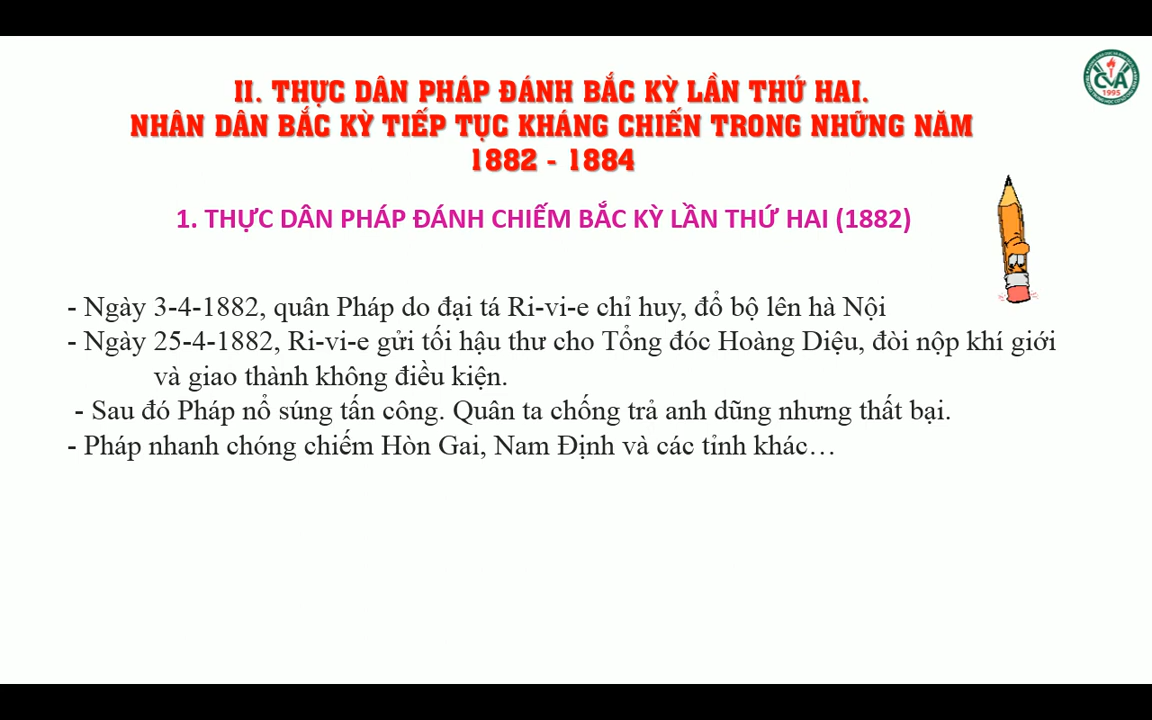 II. THỰC DÂN PHÁP ĐÁNH BẮC KỲ LẦN THỨ HAI.
NHÂN DÂN BẮC KỲ TIẾP TỤC KHÁNG CHIẾN TRONG NHỮNG NĂM
1882 - 1884
CVA
1995
1. THỰC DÂN PHÁP ĐÁNH CHIẾM BẮC KỲ LẦN THỨ HAI (1882)
- Ngày 3-4-1882, quân Pháp do đại tá Ri-vi-e chỉ huy, đổ bộ lên hà Nội
- Ngày 25-4-1882, Ri-vi-e gửi tối hậu thư cho Tổng đóc Hoàng Diệu, đòi nộp khí giới
và giao thành không điều kiện.
- Sau đó Pháp nổ súng tấn công. Quân ta chống trả anh dũng nhưng thất bại.
- Pháp nhanh chóng chiếm Hòn Gai, Nam Định và các tỉnh khác…